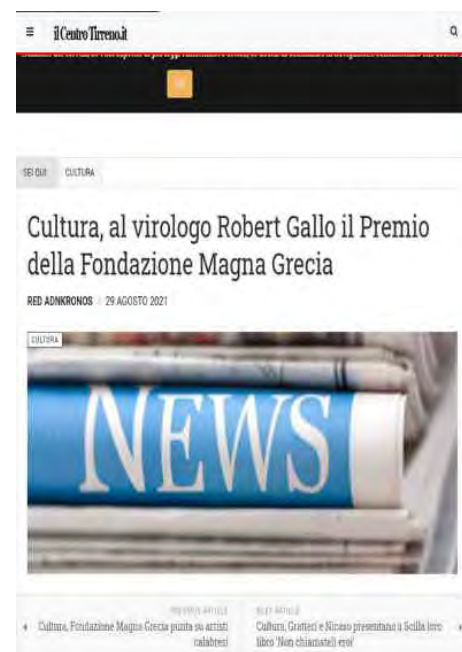 il Centro Tirreno.it
SEI QUI CULTURA
Cultura, al virologo Robert Gallo il Premio
della Fondazione Magna Grecia
RED ADNKRONOS 29 AGOSTO 2021
CULTURA
NEWS
PREVIOUS ARTICLE
Cultura, Fondazione Magna Grecia punta su artisti
calabresi
NEXT ARTICLE
Cultura, Gratteri e Nicaso presentano a Scilla loro
libro 'Non chiamateli eroi'